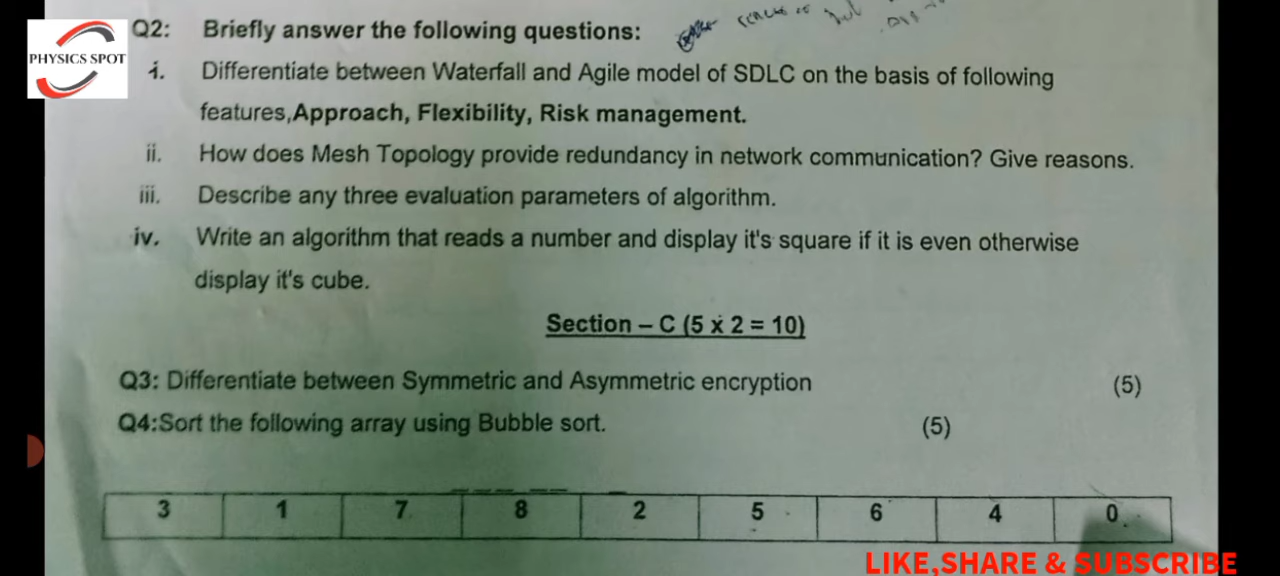 PHYSICS SPOT
Q2: Briefly answer the following questions:
i. Differentiate between Waterfall and Agile model of SDLC on the basis of following
features,Approach, Flexibility, Risk management.
ii. How does Mesh Topology provide redundancy in network communication? Give reasons.
iii. Describe any three evaluation parameters of algorithm.
iv. Write an algorithm that reads a number and display it's square if it is even otherwise
display it's cube.
Section – C (5 x 2 = 10)
Q3: Differentiate between Symmetric and Asymmetric encryption (5)
Q4:Sort the following array using Bubble sort. (5)
3 1 7 8 2 5 6 4 0
LIKE,SHARE & SUBSCRIBE